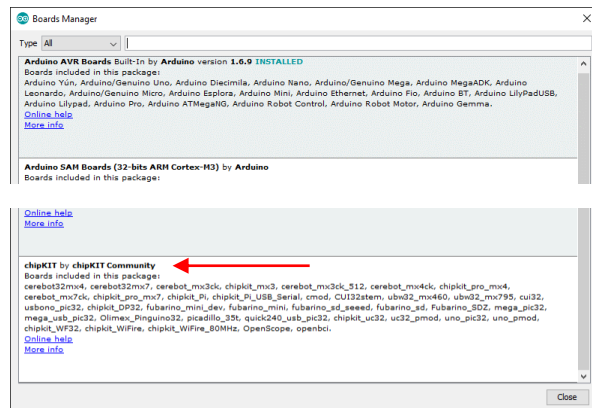 Boards Manager
Type All
Arduino AVR Boards Built-In by Arduino version 1.6.9 INSTALLED
Boards included in this package:
Arduino Yún, Arduino/Genuino Uno, Arduino Diecimila, Arduino Nano, Arduino/Genuino Mega, Arduino MegaADK, Arduino
Leonardo, Arduino/Genuino Micro, Arduino Esplora, Arduino Mini, Arduino Ethernet, Arduino Fio, Arduino BT, Arduino LilyPadUSB,
Arduino Lilypad, Arduino Pro, Arduino ATMegaNG, Arduino Robot Control, Arduino Robot Motor, Arduino Gemma.
Online help
More info
Arduino SAM Boards (32-bits ARM Cortex-M3) by Arduino
Boards included in this package:
Online help
More info
chipKIT by chipKIT Community
Boards included in this package:
cerebot32mx4, cerebot32mx7, cerebot_mx3ck, chipkit_mx3, cerebot_mx3ck_512, cerebot_mx4ck, chipkit_pro_mx4,
cerebot_mx7ck, chipkit_pro_mx7, chipkit_Pi, chipkit_Pi_USB_Serial, cmod, CUI32stem, ubw32_mx460, ubw32_mx795, cui32,
usbono_pic32, chipkit_DP32, fubarino_mini_dev, fubarino_mini, fubarino_sd_seeed, fubarino_sd, Fubarino_SDZ, mega_pic32,
mega_usb_pic32, Olimex_Pinguino32, picadillo_35t, quick240_usb_pic32, chipkit_uc32, uc32_pmod, uno_pic32, uno_pmod,
chipkit_WF32, chipkit_WiFire, chipkit_WiFire_80MHz, OpenScope, openbci.
Online help
More info
Close